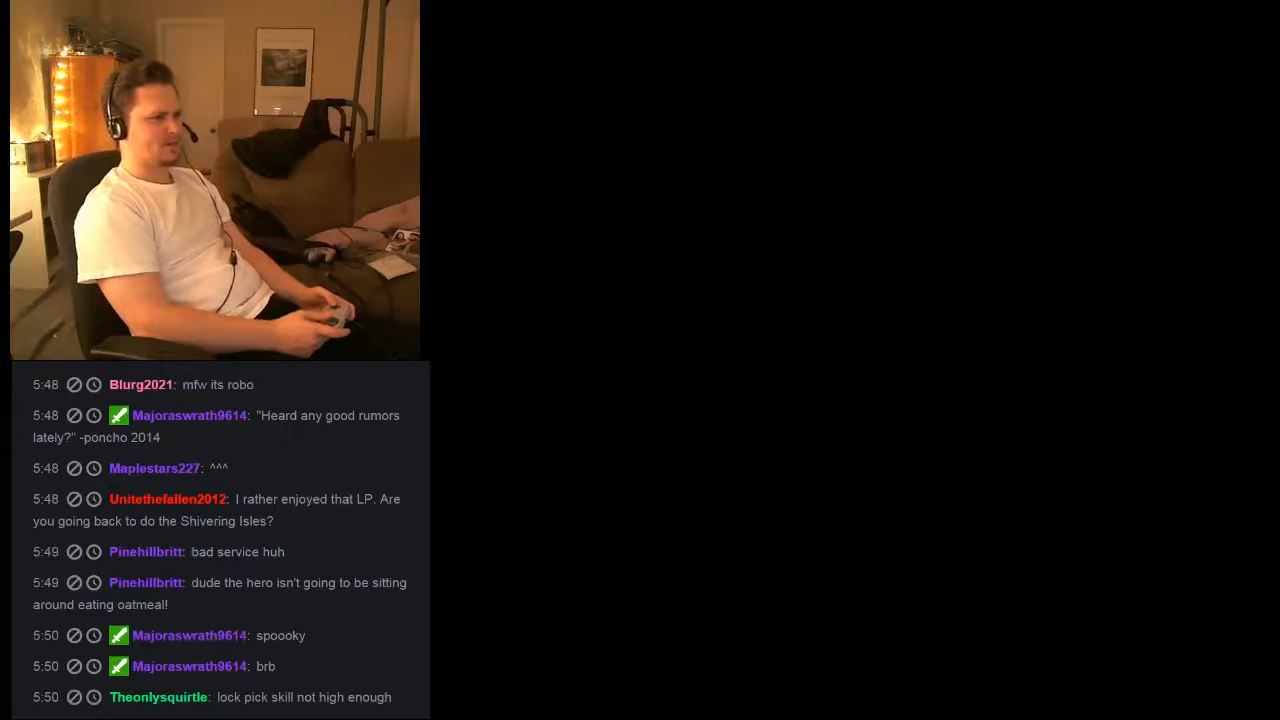 5:48 Blurg2021: mfw its robo
5:48 Majoraswrath9614: "Heard any good rumors
lately?" -poncho 2014
5:48 Maplestars227: ^^^
5:48 Unitethefallen2012: I rather enjoyed that LP. Are
you going back to do the Shivering Isles?
5:49 Pinehillbritt: bad service huh
5:49 Pinehillbritt: dude the hero isn't going to be sitting
around eating oatmeal!
5:50 Majoraswrath9614: spoooky
5:50 Majoraswrath9614: brb
5:50 Theonlysquirtle: lock pick skill not high enough